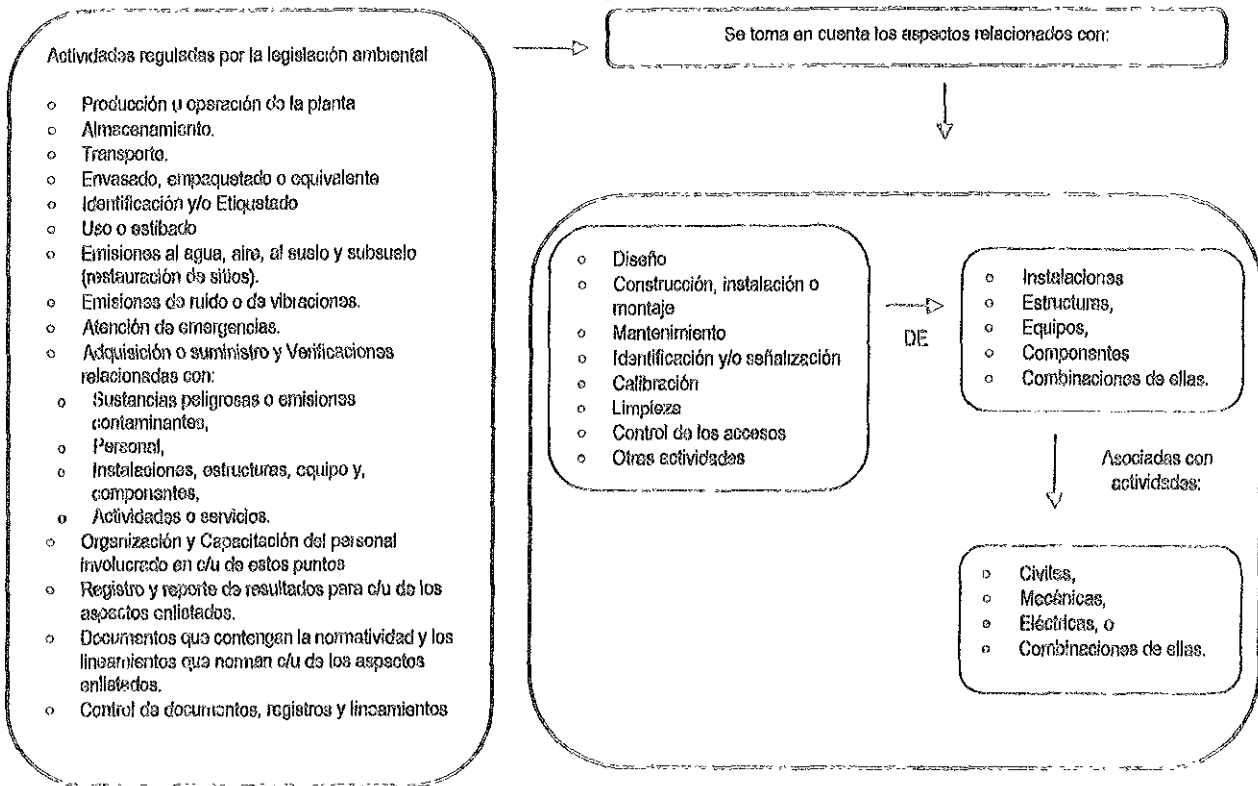 Actividades reguladas por la legislación ambiental
Producción u operación de la planta
Almacenamiento.
Transporte.
Envasado, empaquetado o equivalente
Identificación y/o Etiquetado
Uso o estibado
Emisiones al agua, aire, al suelo y subsuelo
(restauración de sitios).
Emisiones de ruido o de vibraciones.
Atención de emergencias.
Adquisición o suministro y Verificaciones
relacionadas con:
Sustancias peligrosas o emisiones
contaminantes,
Personal,
Instalaciones, estructuras, equipo y,
componentes,
Actividades o servicios.
Organización y Capacitación del personal
involucrado en c/u de estos puntos
Registro y reporte de resultados para c/u de los
aspectos enlistados.
Documentos que contengan la normatividad y los
lineamientos que norman c/u de los aspectos
enlistados.
Control de documentos, registros y lineamientos
Se toma en cuenta los aspectos relacionados con:
Diseño
Construcción, instalación o
montaje
Mantenimiento
Identificación y/o señalización
Calibración
Limpieza
Control de los accesos
Otras actividades
DE
Instalaciones
Estructuras,
Equipos,
Componentes
Combinaciones de ellas.
Asociadas con
actividades:
Civiles,
Mecánicas,
Eléctricas, o
Combinaciones de ellas.